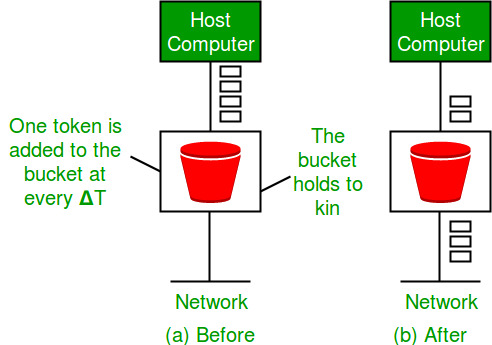 Host
Computer
Host
Computer
One token is
added to the
bucket at
every ΔT
The
bucket
holds to
kin
Network
Network
(a) Before
(b) After